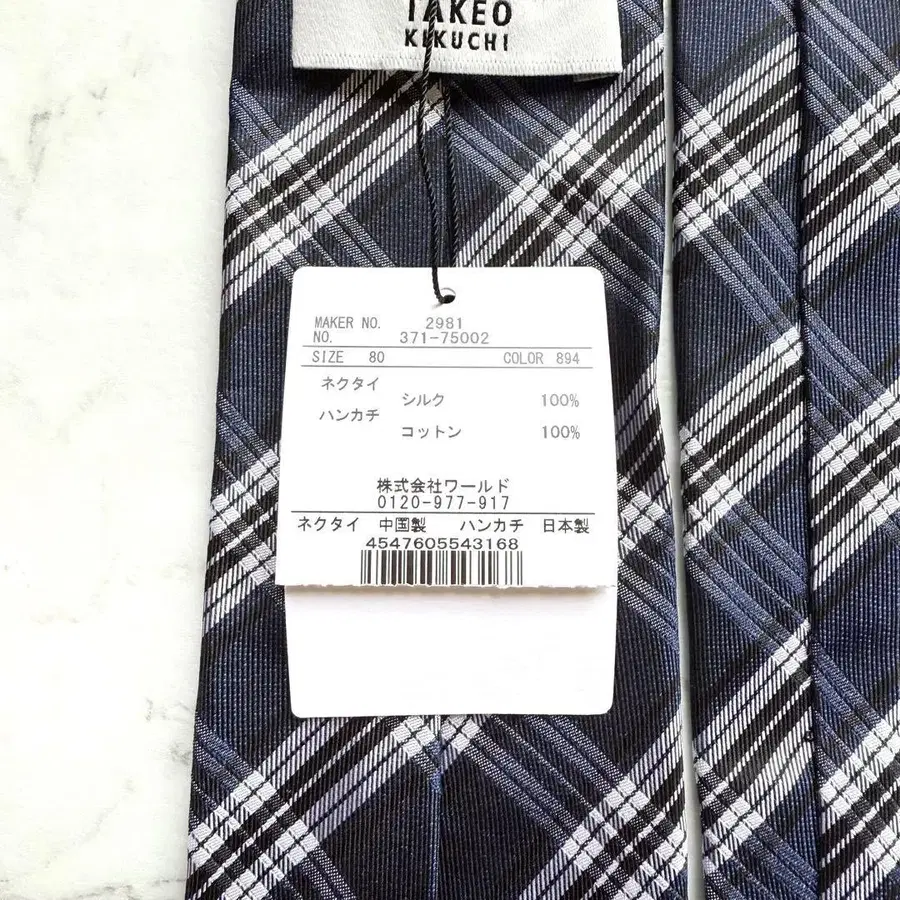 TAKEO
KIKUCHI
MAKER NO. 2981
NO. 371-75002
SIZE 80 COLOR 894
ネクタイ
シルク 100%
ハンカチ
コットン 100%
株式会社ワールド
0120-977-917
ネクタイ 中国製 ハンカチ 日本製
4547605543168